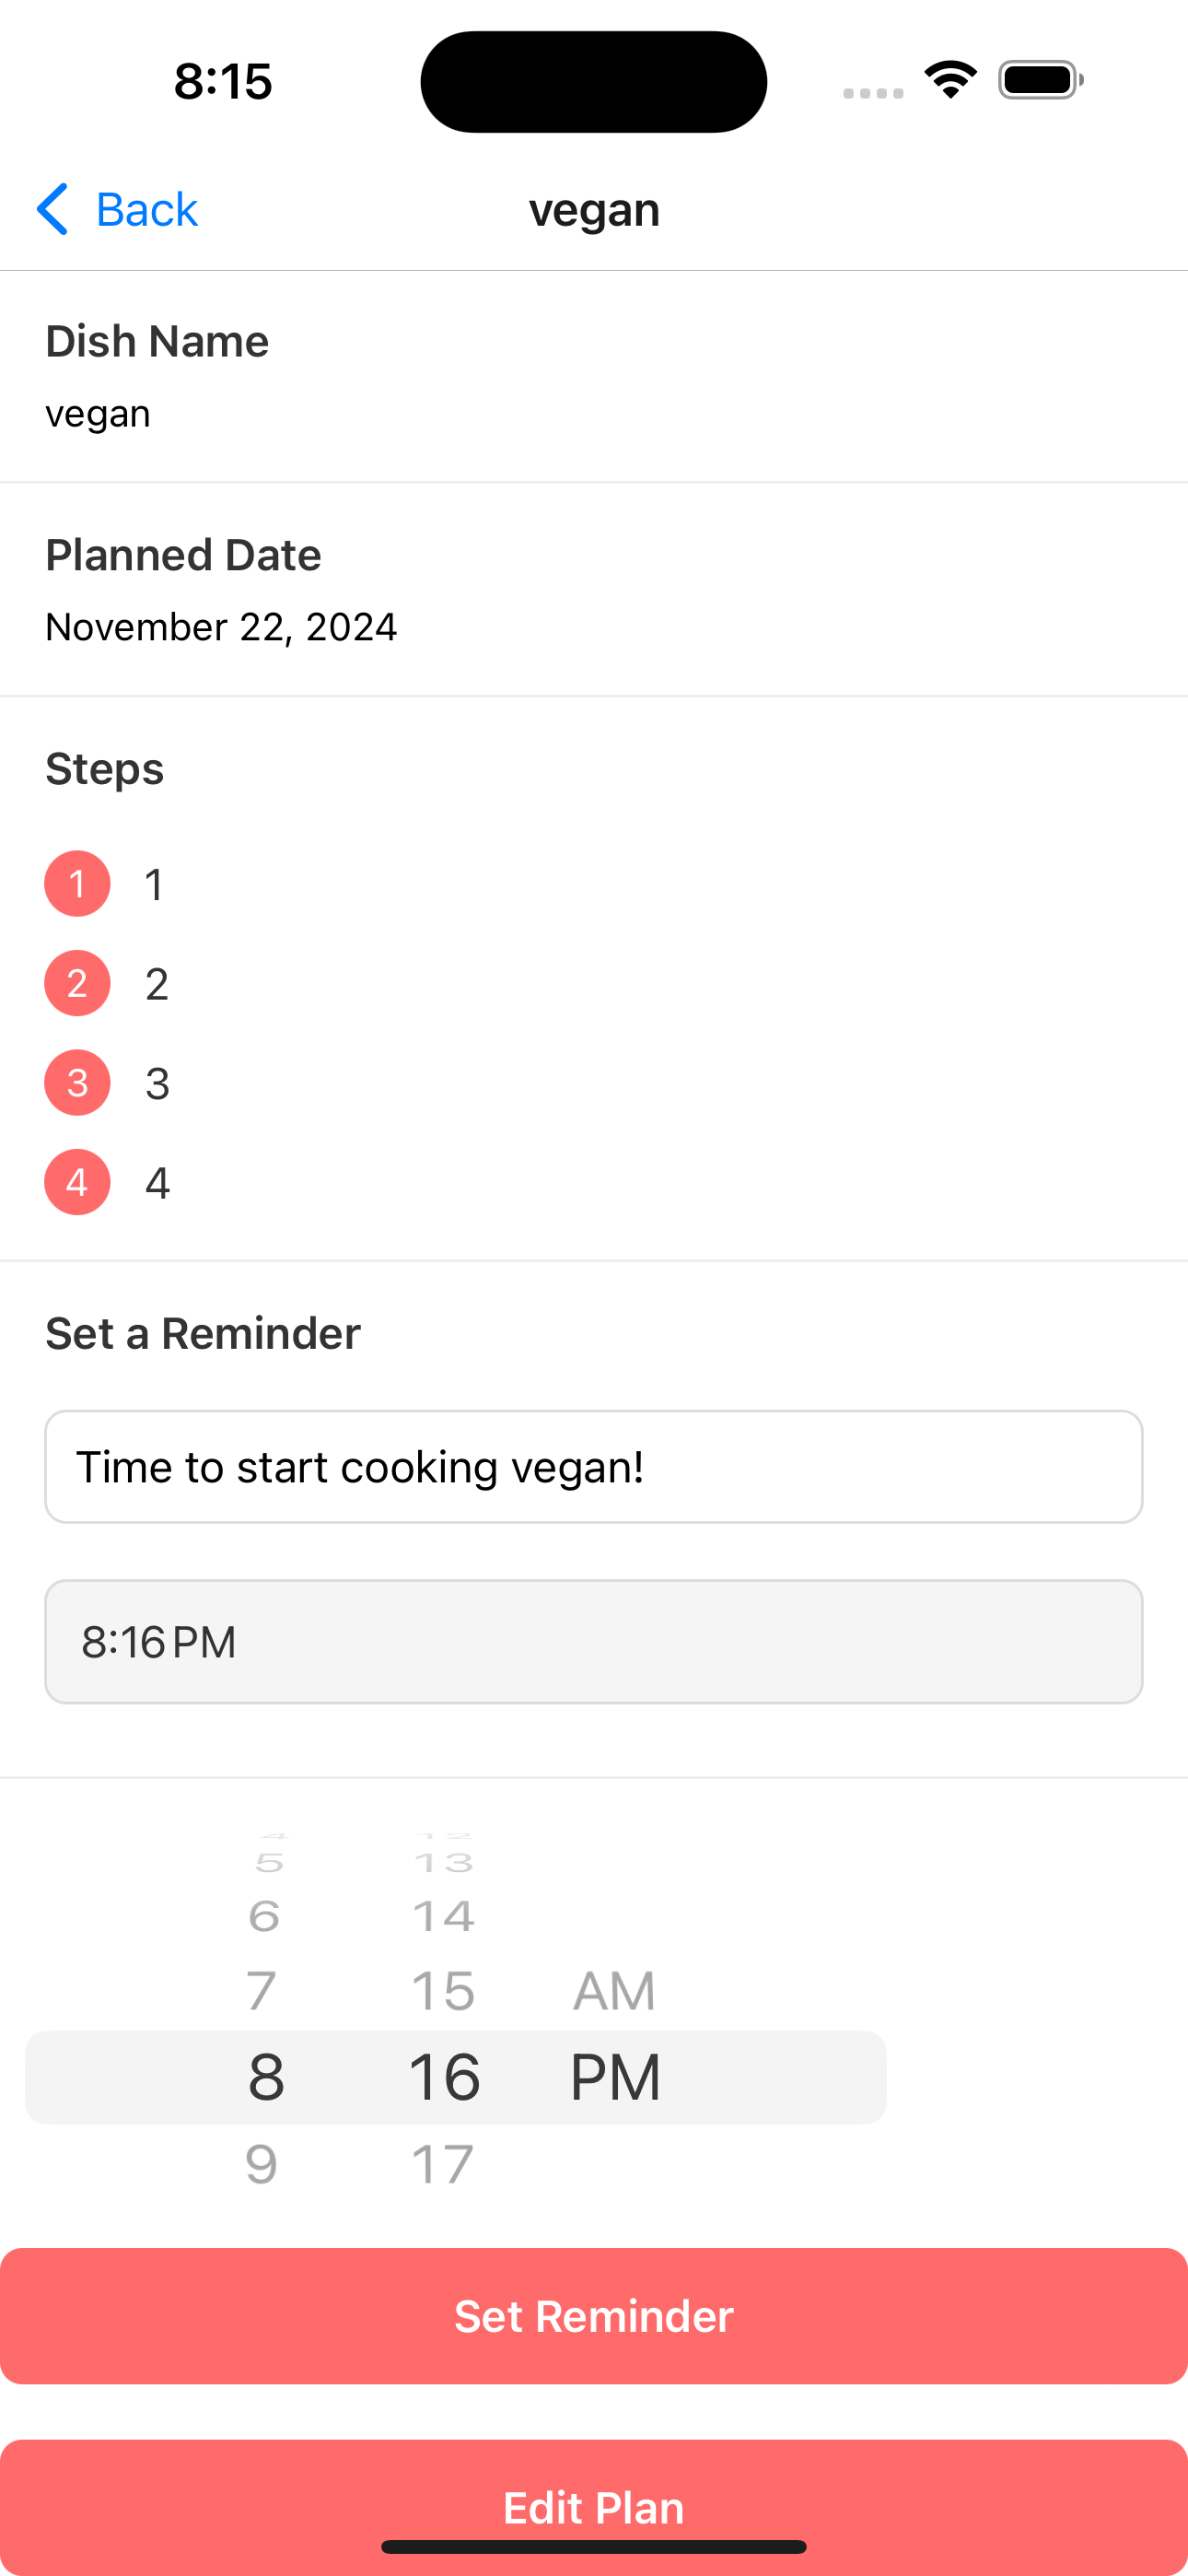 8:15
Back
vegan
Dish Name
vegan
Planned Date
November 22, 2024
Steps
1 1
2 2
3 3
4 4
Set a Reminder
Time to start cooking vegan!
8:16 PM
4 12
5 13
6 14
7 15 AM
8 16 PM
9 17
Set Reminder
Edit Plan